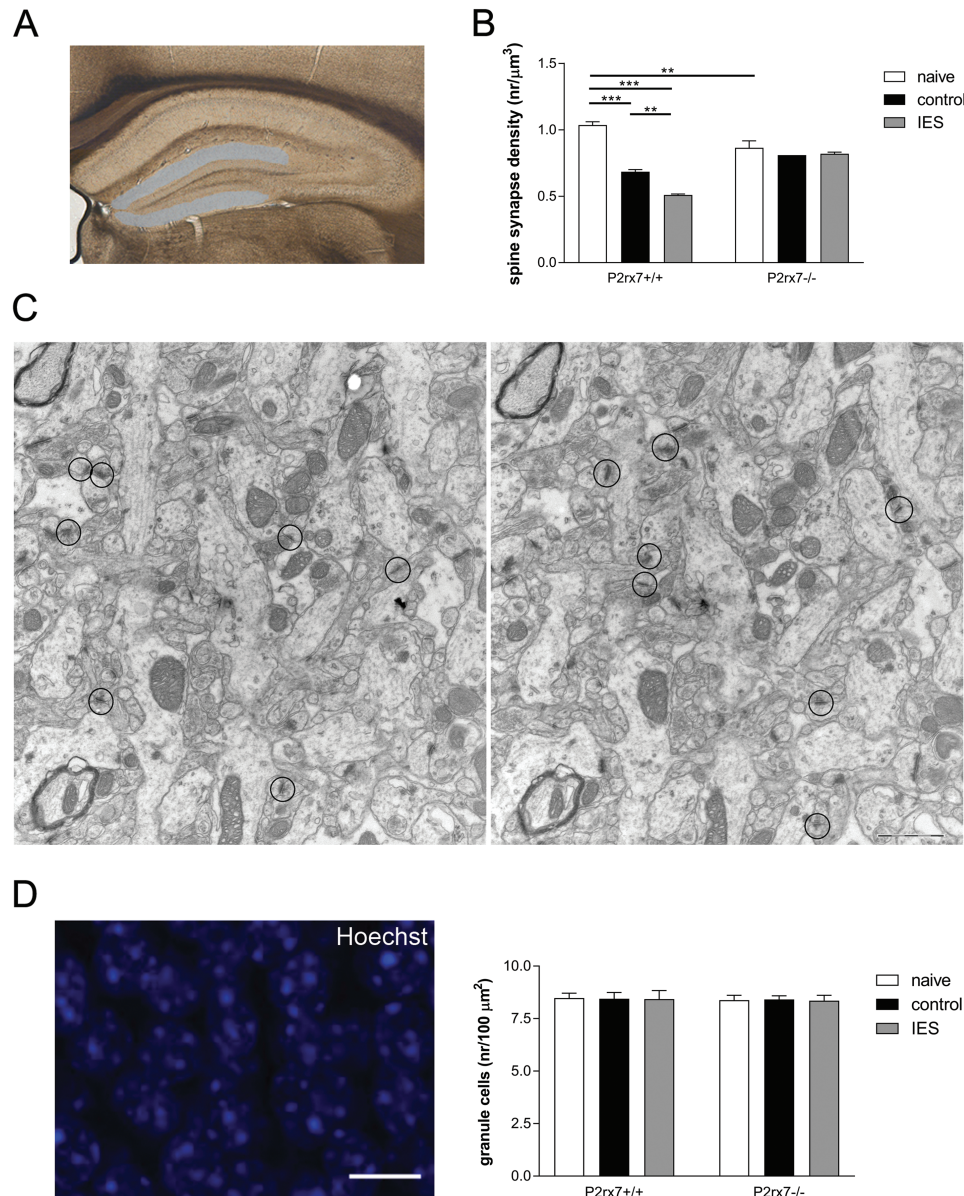 A
B
spine synapse density (nr/μm³)
1.5
1.0
0.5
0.0
**
***
***
**
P2rx7+/+
P2rx7-/-
naive
control
IES
C
D
Hoechst
granule cells (nr/100 μm²)
10.0
7.5
5.0
2.5
0.0
P2rx7+/+
P2rx7-/-
naive
control
IES